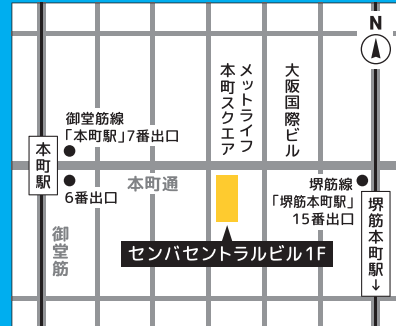 N
大阪国際ビル
メットライフ
本町スクエア
御堂筋線
「本町駅」7番出口
本町駅
6番出口
本町通
堺筋線
「堺筋本町駅」
15番出口
御堂筋
センバセントラルビル1F
堺筋本町駅↓